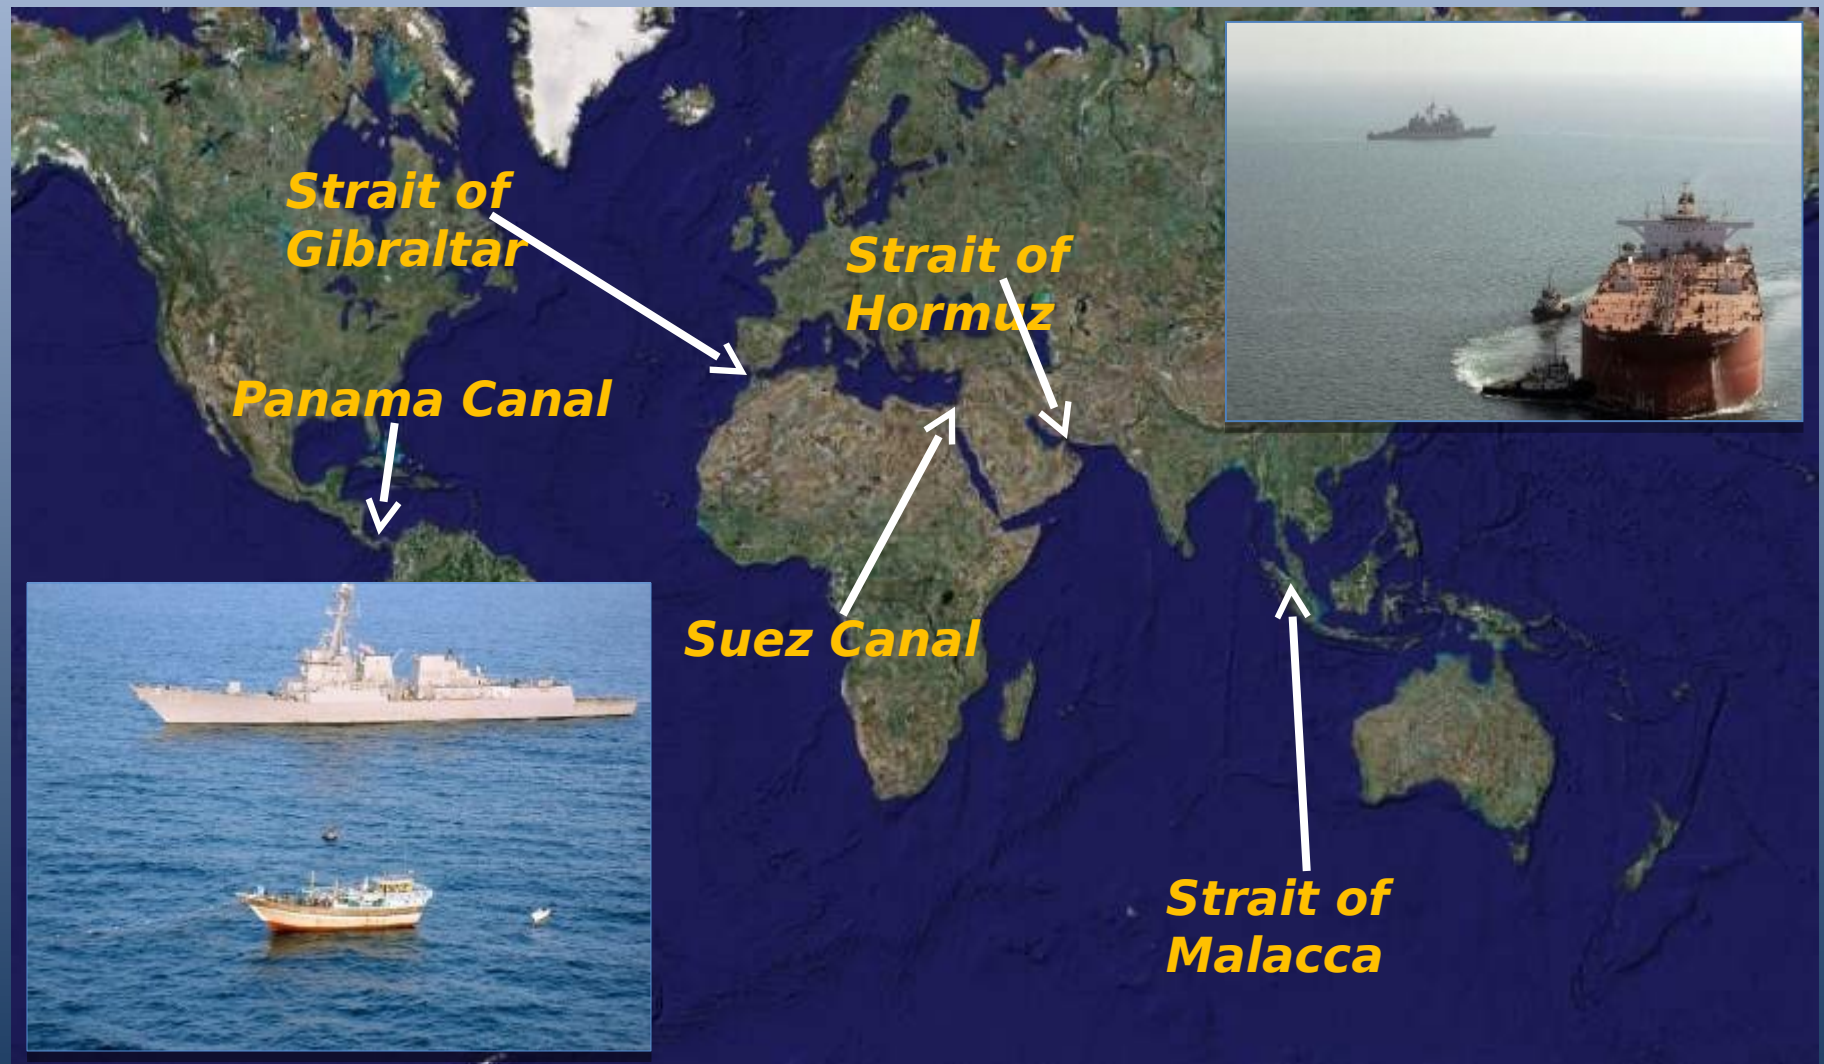 Strait of
Gibraltar
Strait of
Hormuz
Panama Canal
Suez Canal
Strait of
Malacca